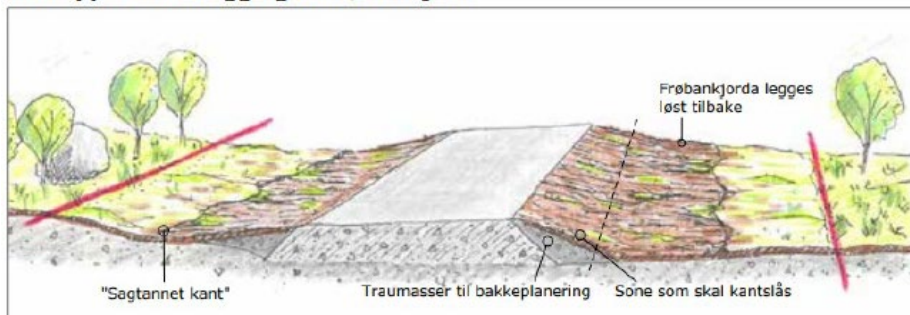 Frøbankjorda legges
løst tilbake
"Sagtannet kant"
Traumasser til bakkeplanering
Sone som skal kantslås